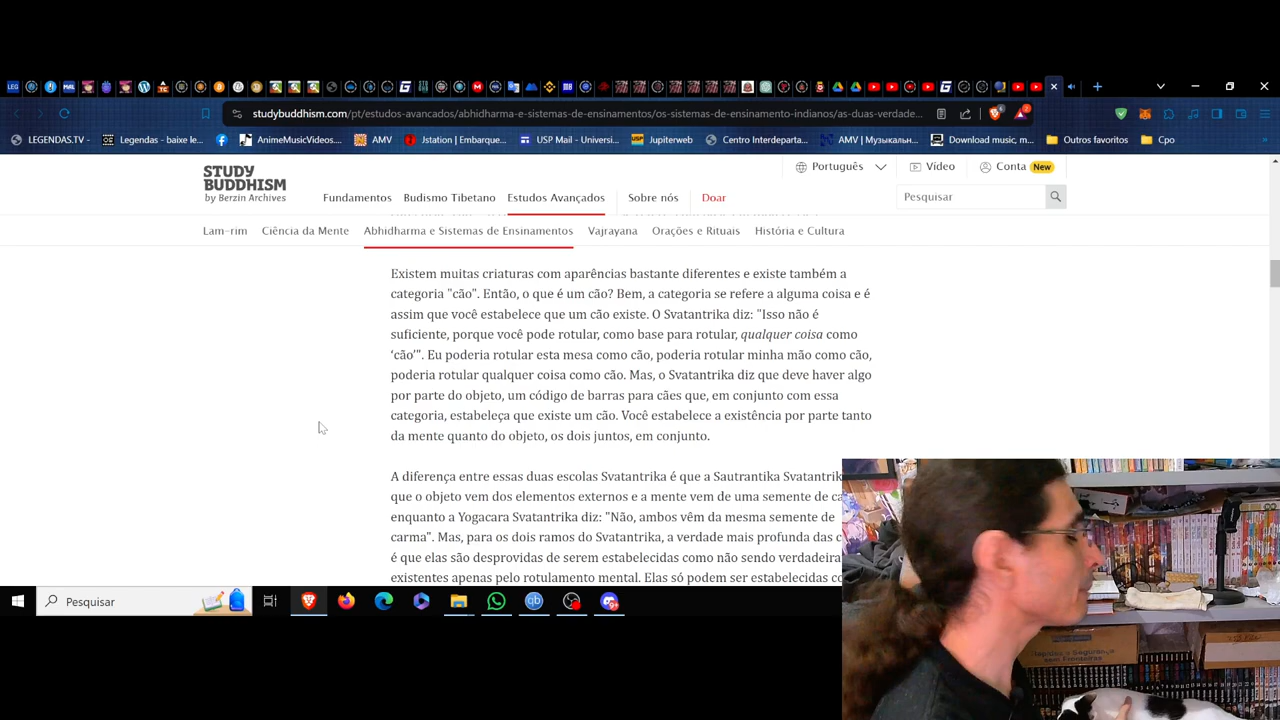 studybuddhism.com/pt/estudos-avancados/abhidharma-e-sistemas-de-ensinamento/os-sistemas-de-ensinamento-indianos/as-duas-verdade...
LEGENDAS.TV - Legendas - baixe le... AnimeMusicVideos.... AMV Jstation | Embarque... USP Mail - Universi... Jupiterweb Centro Interdeparta... AMV | Музыкальн... Download music, m... Outros favoritos Cpo
Português Vídeo Conta New
STUDY
BUDDHISM
by Berzin Archives
Fundamentos Budismo Tibetano Estudos Avançados Sobre nós Doar Pesquisar
Lam-rim Ciência da Mente Abhidharma e Sistemas de Ensinamentos Vajrayana Orações e Rituais História e Cultura
Existem muitas criaturas com aparências bastante diferentes e existe também a
categoria "cão". Então, o que é um cão? Bem, a categoria se refere a alguma coisa e é
assim que você estabelece que um cão existe. O Svatantrika diz: "Isso não é
suficiente, porque você pode rotular, como base para rotular, qualquer coisa como
‘cão’". Eu poderia rotular esta mesa como cão, poderia rotular minha mão como cão,
poderia rotular qualquer coisa como cão. Mas, o Svatantrika diz que deve haver algo
por parte do objeto, um código de barras para cães que, em conjunto com essa
categoria, estabeleça que existe um cão. Você estabelece a existência por parte tanto
da mente quanto do objeto, os dois juntos, em conjunto.
A diferença entre essas duas escolas Svatantrika é que a Sautrantika Svatantrik
que o objeto vem dos elementos externos e a mente vem de uma semente de ca
enquanto a Yogacara Svatantrika diz: "Não, ambos vêm da mesma semente de
carma". Mas, para os dois ramos do Svatantrika, a verdade mais profunda das c
é que elas são desprovidas de serem estabelecidas como não sendo verdadeira
existentes apenas pelo rotulamento mental. Elas só podem ser estabelecidas co
Pesquisar